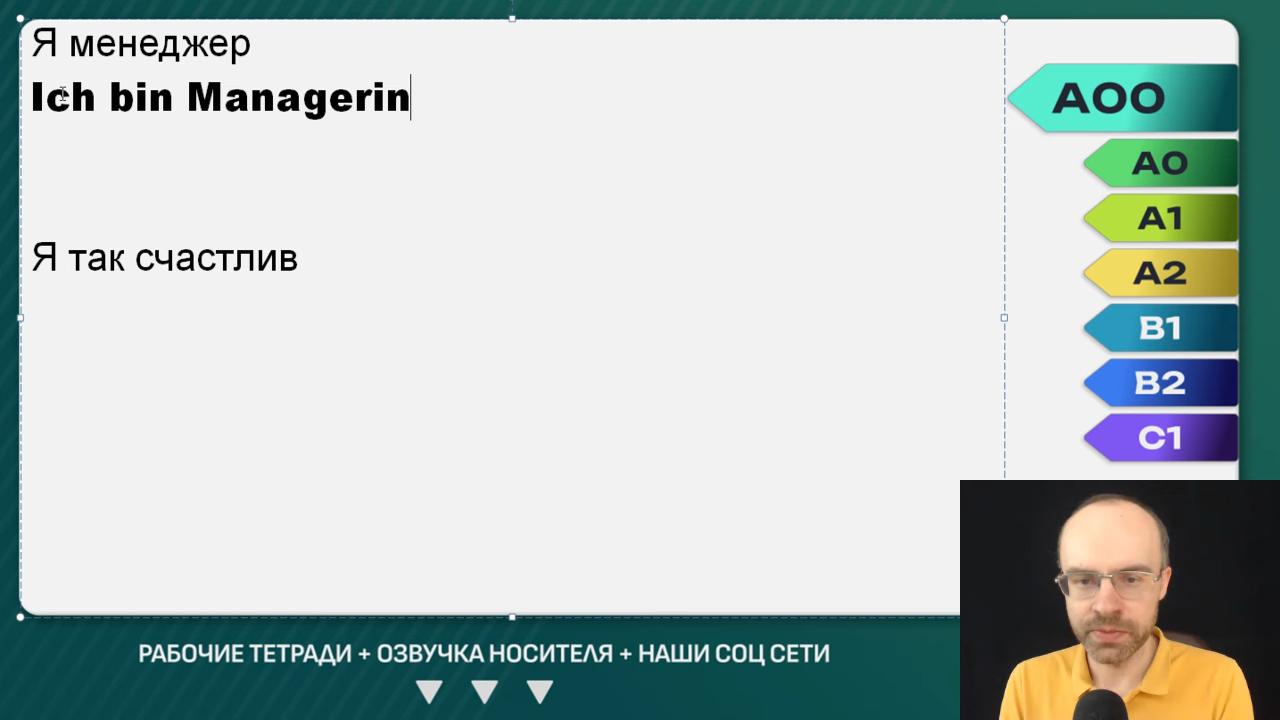 Я менеджер
Ich bin Managerin
Я так счастлив
A00
A0
A1
A2
B1
B2
C1
РАБОЧИЕ ТЕТРАДИ + ОЗВУЧКА НОСИТЕЛЯ + НАШИ СОЦ СЕТИ